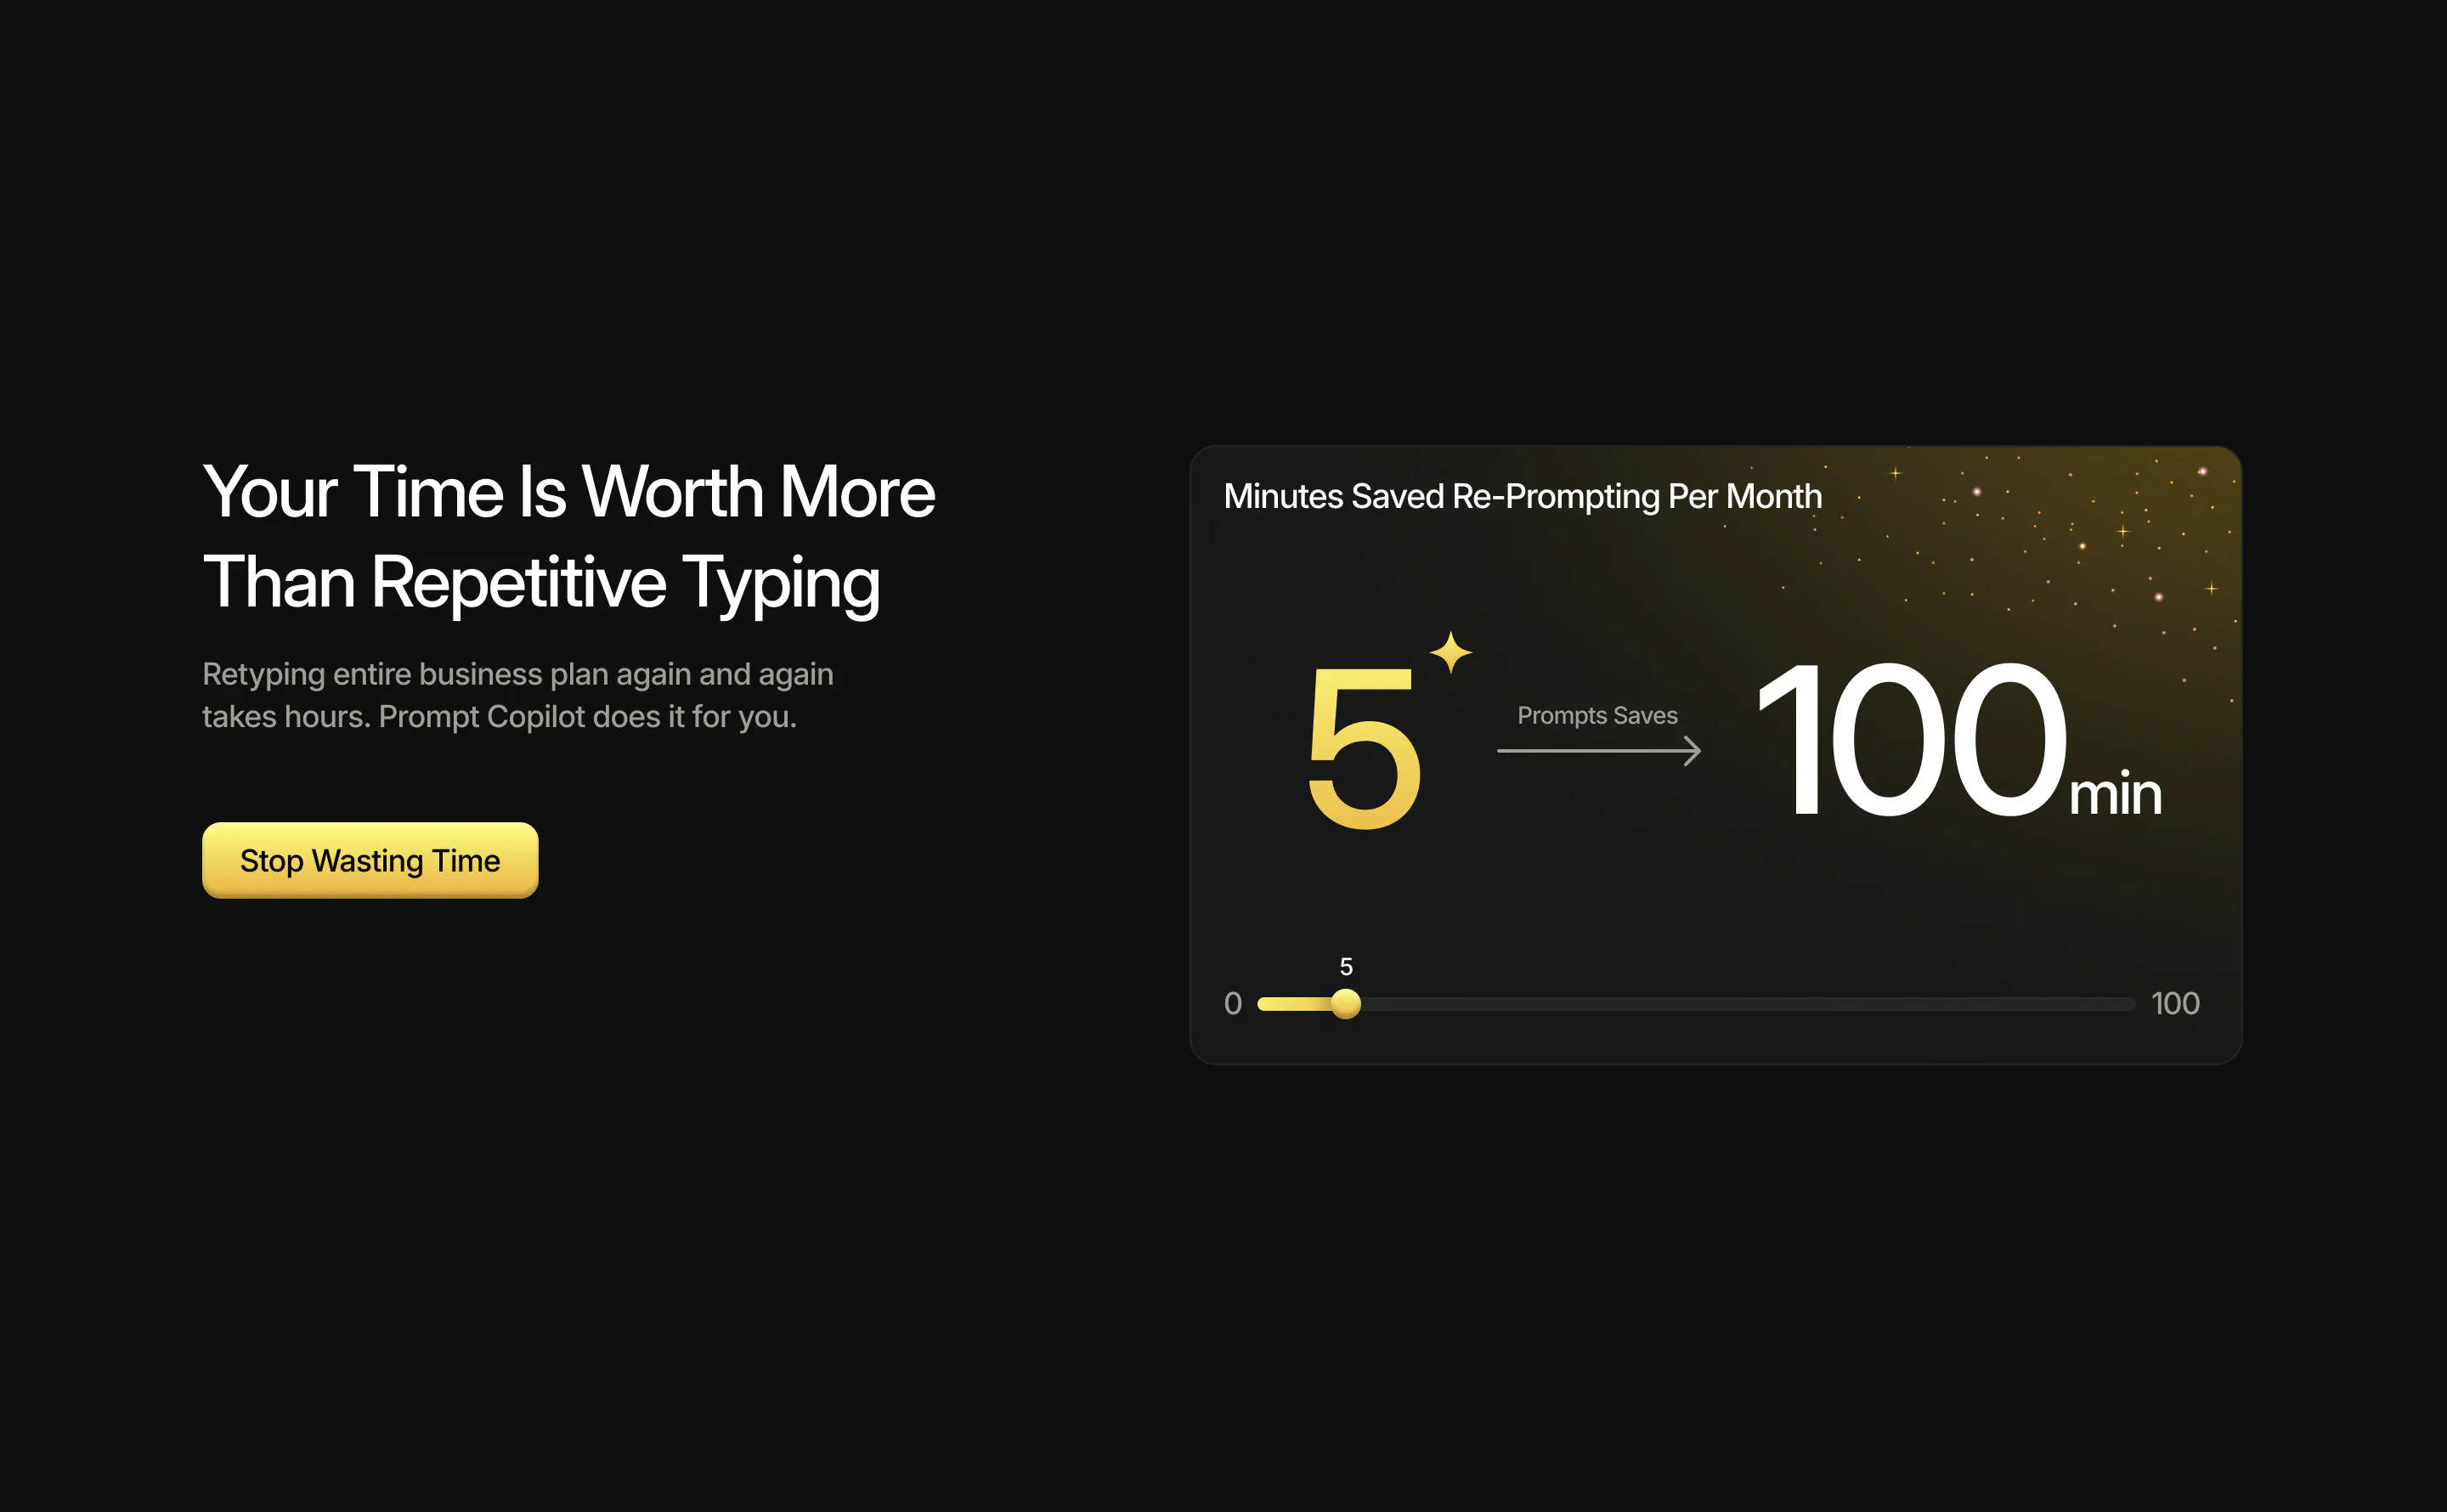 Your Time Is Worth More
Than Repetitive Typing
Retyping entire business plan again and again
takes hours. Prompt Copilot does it for you.
Stop Wasting Time
Minutes Saved Re-Prompting Per Month
5
Prompts Saves
100min
5
0
100